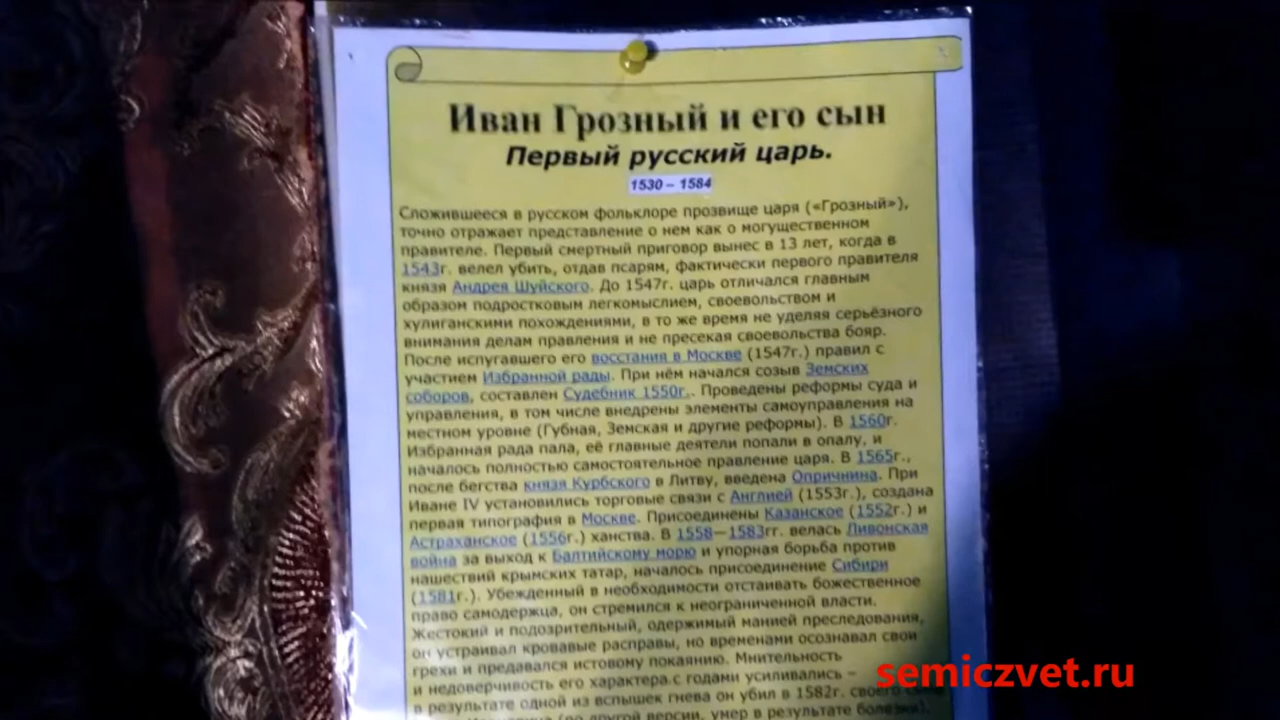 Иван Грозный и его сын
Первый русский царь.
1530 – 1584
Сложившееся в русском фольклоре прозвище царя («Грозный»),
точно отражает представление о нем как о могущественном
правителе. Первый смертный приговор вынес в 13 лет, когда в
1543г. велел убить, отдав псарям, фактически первого правителя
князя Андрея Шуйского. До 1547г. царь отличался главным
образом подростковым легкомыслием, своевольством и
хулиганскими похождениями, в то же время не уделяя серьёзного
внимания делам правления и не пресекая своевольства бояр.
После испугавшего его восстания в Москве (1547г.) правил с
участием Избранной рады. При нём начался созыв Земских
соборов, составлен Судебник 1550г.. Проведены реформы суда и
управления, в том числе внедрены элементы самоуправления на
местном уровне (Губная, Земская и другие реформы). В 1560г.
Избранная рада пала, её главные деятели попали в опалу, и
началось полностью самостоятельное правление царя. В 1565г.,
после бегства князя Курбского в Литву, введена Опричнина. При
Иване IV установились торговые связи с Англией (1553г.), создана
первая типография в Москве. Присоединены Казанское (1552г.) и
Астраханское (1556г.) ханства. В 1558—1583гг. велась Ливонская
война за выход к Балтийскому морю и упорная борьба против
нашествий крымских татар, началось присоединение Сибири
(1581г.). Убежденный в необходимости отстаивать божественное
право самодержца, он стремился к неограниченной власти.
Жестокий и подозрительный, одержимый манией преследования,
он устраивал кровавые расправы, но временами осознавал свои
грехи и предавался истовому покаянию. Мнительность
и недоверчивость его характера с годами усиливались –
в результате одной из вспышек гнева он убил в 1582г. своего
(по другой версии, умер в результате болезни).
semiczvet.ru